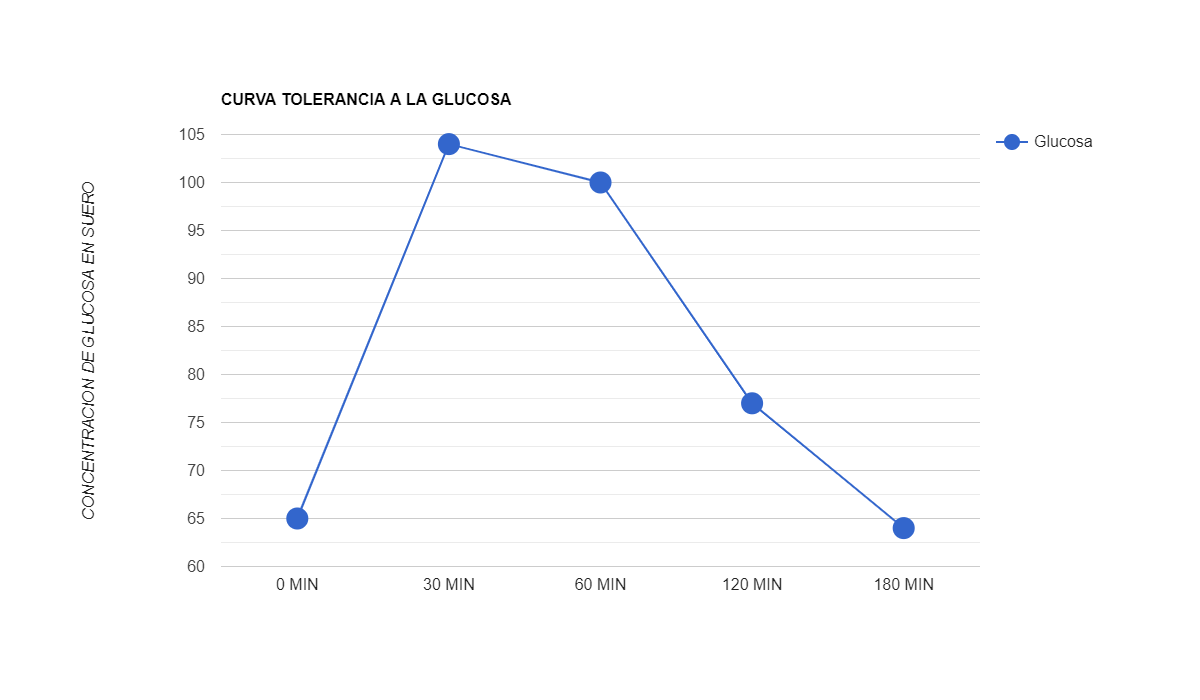 CURVA TOLERANCIA A LA GLUCOSA
CONCENTRACION DE GLUCOSA EN SUERO
105
100
95
90
85
80
75
70
65
60
0 MIN
30 MIN
60 MIN
120 MIN
180 MIN
Glucosa